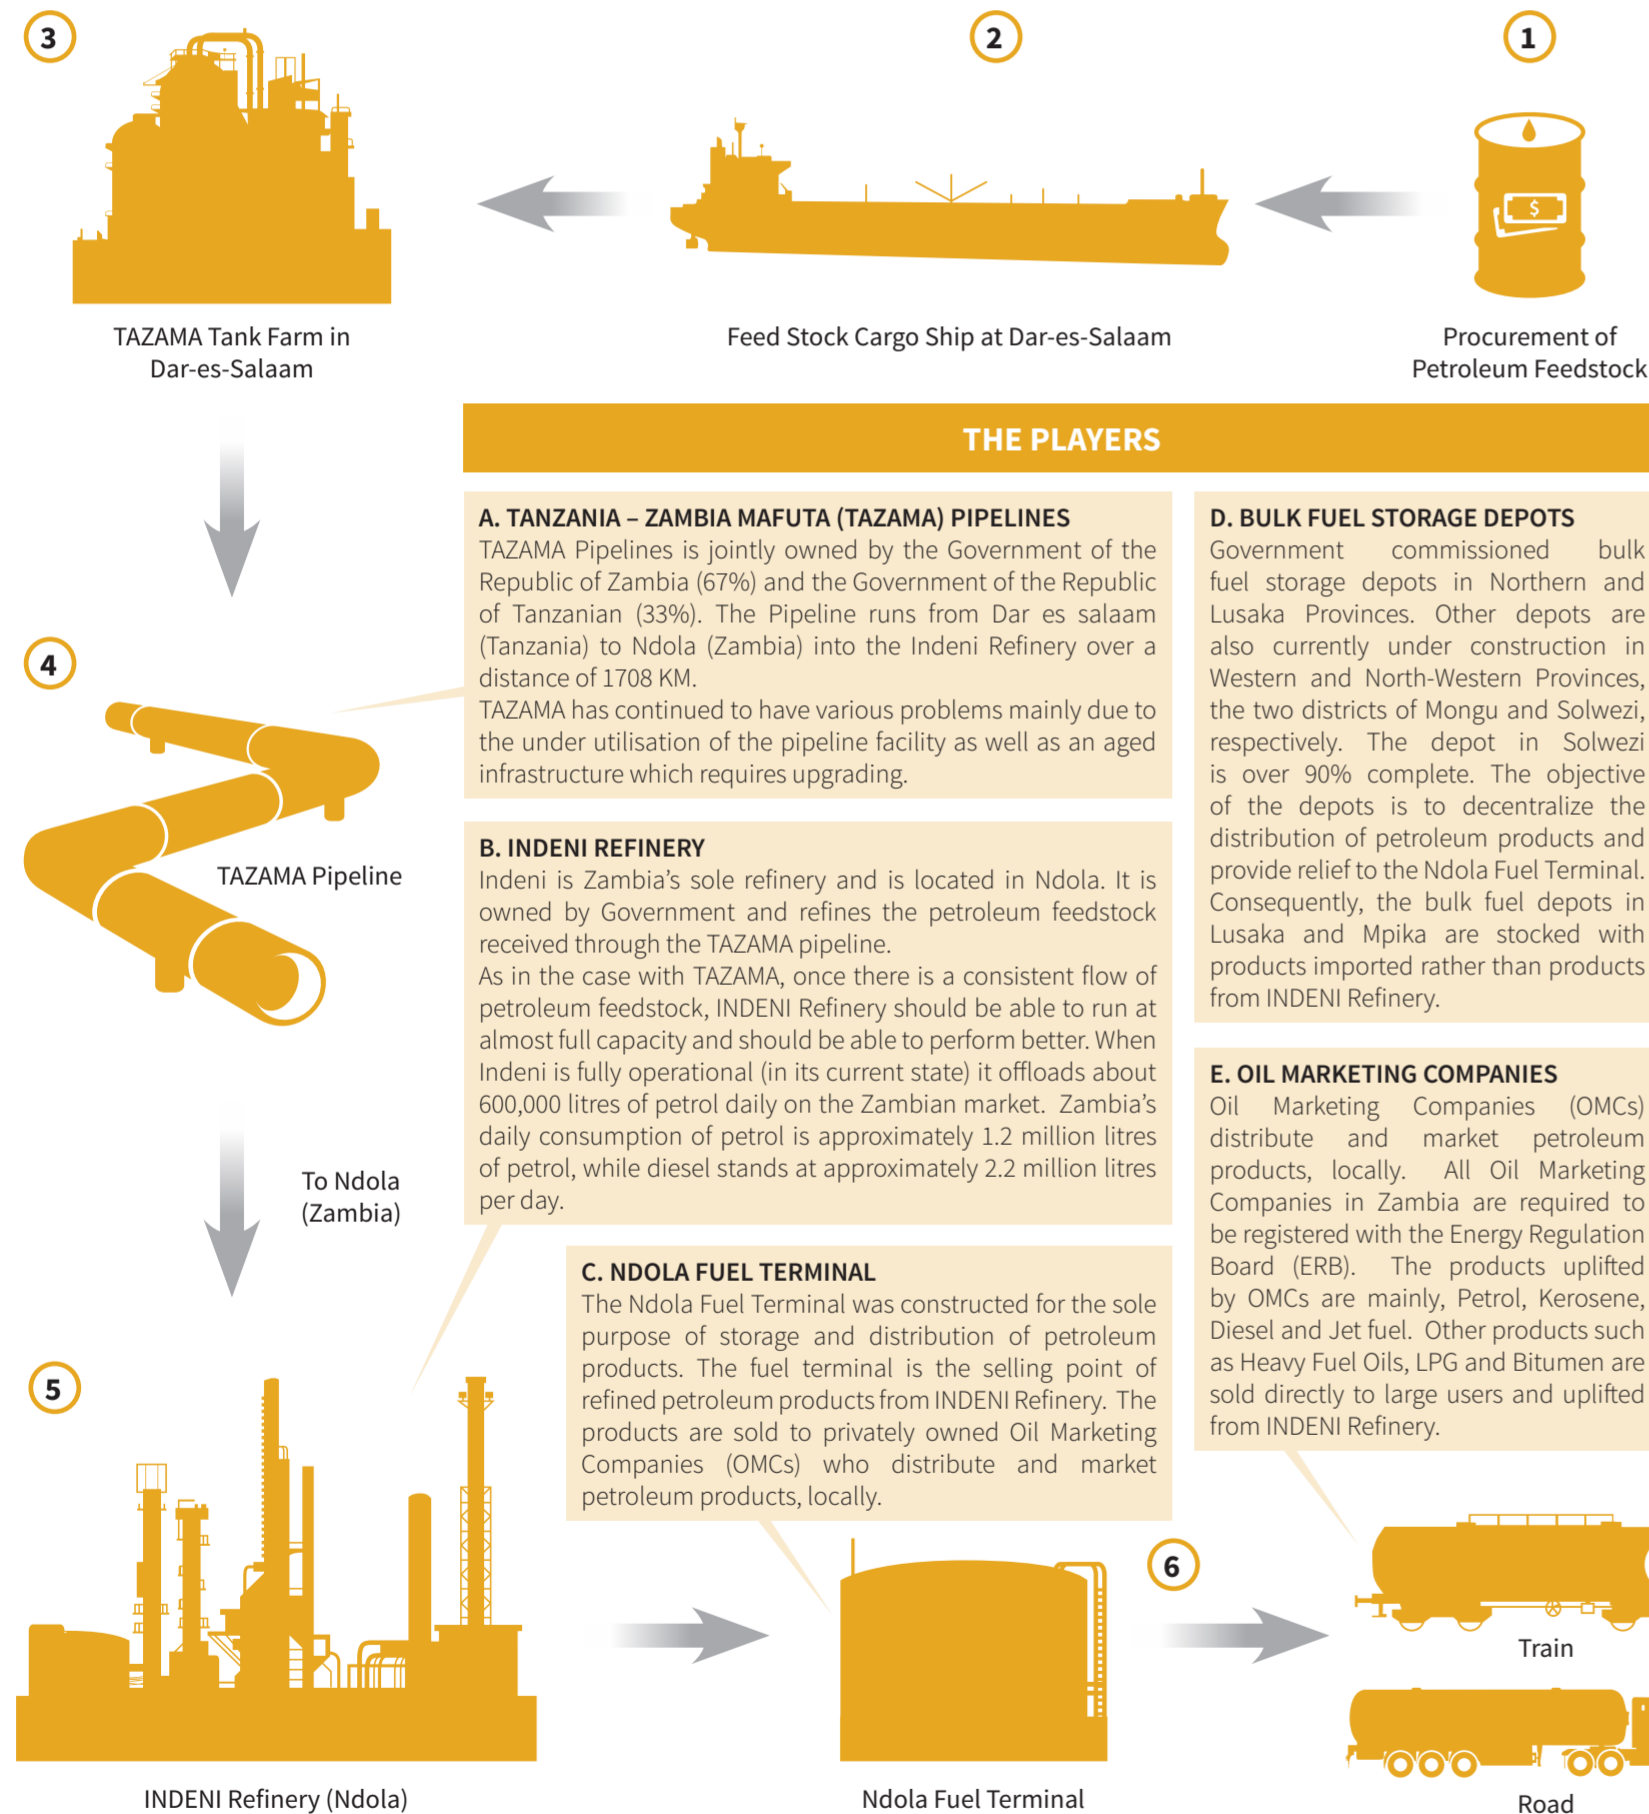 3
2
1
$
TAZAMA Tank Farm in
Dar-es-Salaam
Feed Stock Cargo Ship at Dar-es-Salaam
Procurement of
Petroleum Feedstock
THE PLAYERS
A. TANZANIA – ZAMBIA MAFUTA (TAZAMA) PIPELINES
TAZAMA Pipelines is jointly owned by the Government of the
Republic of Zambia (67%) and the Government of the Republic
of Tanzanian (33%). The Pipeline runs from Dar es salaam
(Tanzania) to Ndola (Zambia) into the Indeni Refinery over a
distance of 1708 KM.
TAZAMA has continued to have various problems mainly due to
the under utilisation of the pipeline facility as well as an aged
infrastructure which requires upgrading.
4
TAZAMA Pipeline
B. INDENI REFINERY
Indeni is Zambia's sole refinery and is located in Ndola. It is
owned by Government and refines the petroleum feedstock
received through the TAZAMA pipeline.
As in the case with TAZAMA, once there is a consistent flow of
petroleum feedstock, INDENI Refinery should be able to run at
almost full capacity and should be able to perform better. When
Indeni is fully operational (in its current state) it offloads about
600,000 litres of petrol daily on the Zambian market. Zambia's
daily consumption of petrol is approximately 1.2 million litres
of petrol, while diesel stands at approximately 2.2 million litres
per day.
To Ndola
(Zambia)
C. NDOLA FUEL TERMINAL
The Ndola Fuel Terminal was constructed for the sole
purpose of storage and distribution of petroleum
products. The fuel terminal is the selling point of
refined petroleum products from INDENI Refinery. The
products are sold to privately owned Oil Marketing
Companies (OMCs) who distribute and market
petroleum products, locally.
D. BULK FUEL STORAGE DEPOTS
Government commissioned bulk
fuel storage depots in Northern and
Lusaka Provinces. Other depots are
also currently under construction in
Western and North-Western Provinces,
the two districts of Mongu and Solwezi,
respectively. The depot in Solwezi
is over 90% complete. The objective
of the depots is to decentralize the
distribution of petroleum products and
provide relief to the Ndola Fuel Terminal.
Consequently, the bulk fuel depots in
Lusaka and Mpika are stocked with
products imported rather than products
from INDENI Refinery.
E. OIL MARKETING COMPANIES
Oil Marketing Companies (OMCs)
distribute and market petroleum
products, locally. All Oil Marketing
Companies in Zambia are required to
be registered with the Energy Regulation
Board (ERB). The products uplifted
by OMCs are mainly, Petrol, Kerosene,
Diesel and Jet fuel. Other products such
as Heavy Fuel Oils, LPG and Bitumen are
sold directly to large users and uplifted
from INDENI Refinery.
5
6
Train
INDENI Refinery (Ndola)
Ndola Fuel Terminal
Road